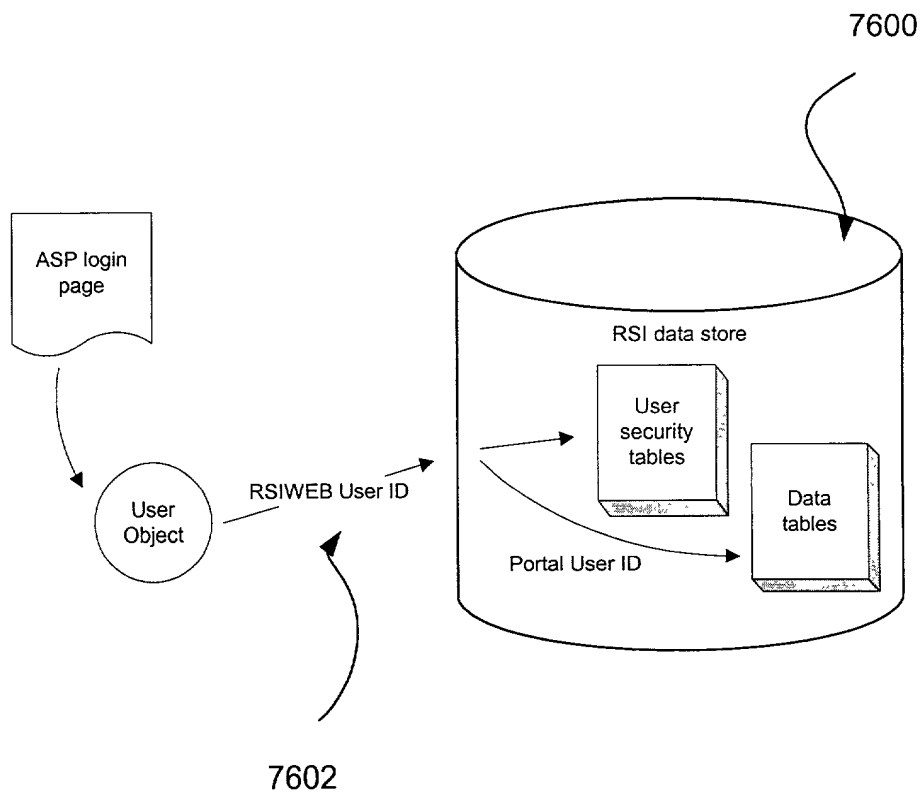 7600
ASP login
page
RSI data store
User
security
tables
RSIWEB User ID
User
Object
Data
tables
Portal User ID
7602